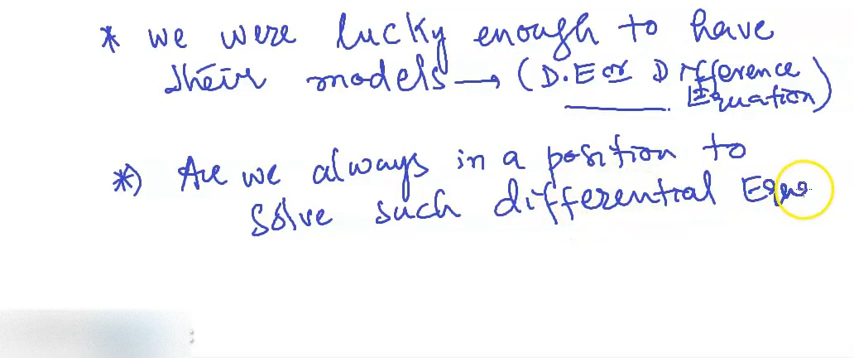 * we were lucky enough to have
their models → (D.E or Difference
Equation)
*) Are we always in a position to
Solve such differential Eqns